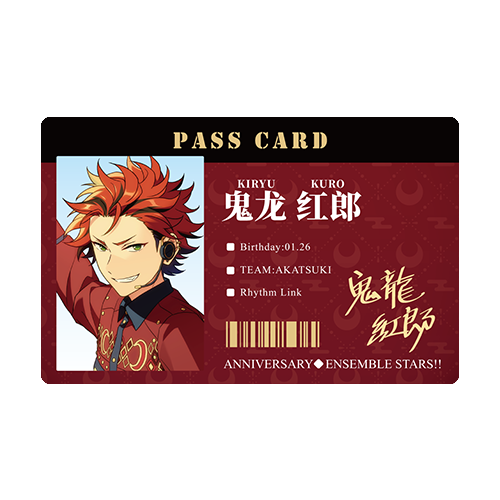 PASS CARD
KIRYU KURO
鬼龙 红郎
Birthday:01.26
TEAM:AKATSUKI
Rhythm Link
鬼龍
紅郎
ANNIVERSARY◆ENSEMBLE STARS!!